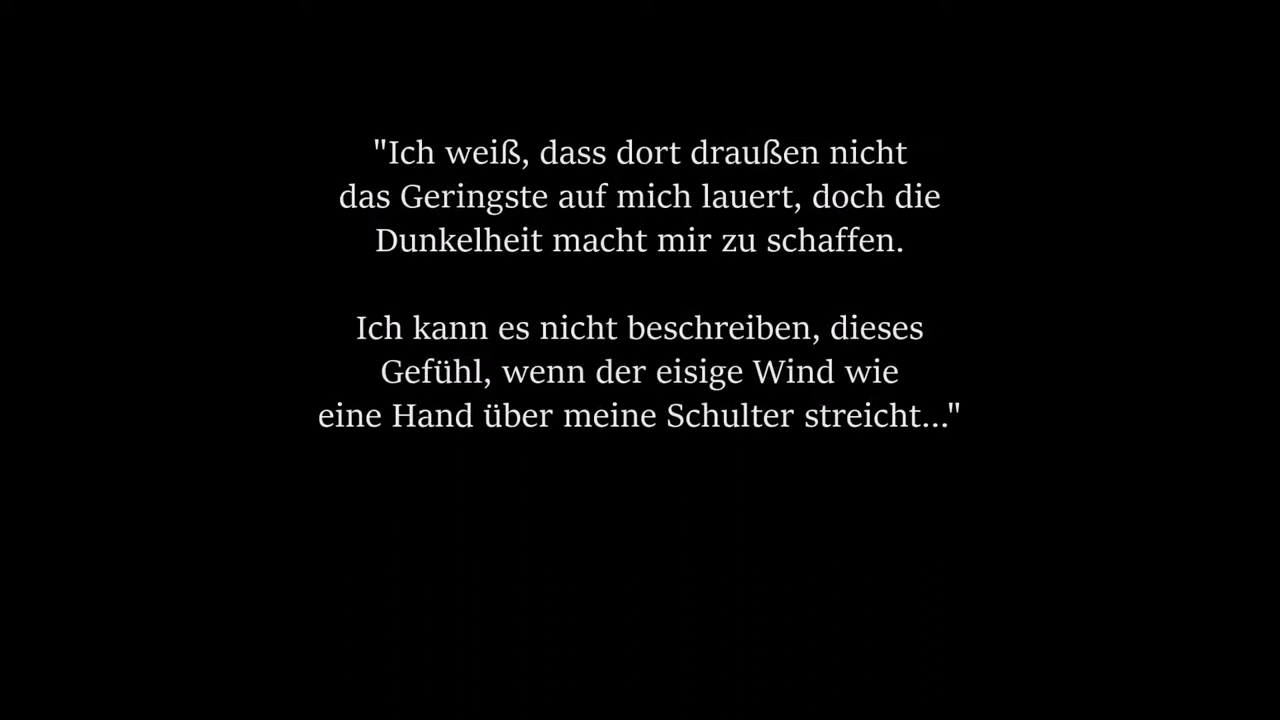 "Ich weiß, dass dort draußen nicht
das Geringste auf mich lauert, doch die
Dunkelheit macht mir zu schaffen.
Ich kann es nicht beschreiben, dieses
Gefühl, wenn der eisige Wind wie
eine Hand über meine Schulter streicht..."